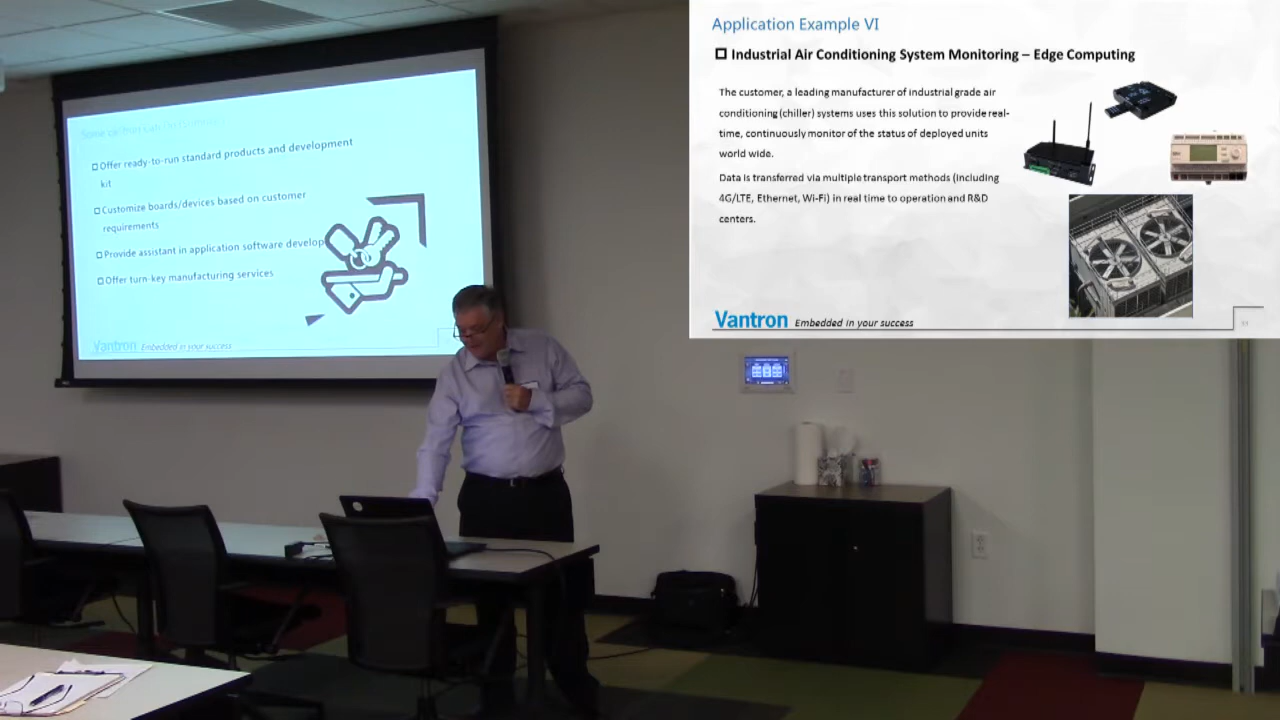 Offer ready-to-run standard products and development
kit
Customize boards/devices based on customer
requirements
Provide assistant in application software develop
Offer turn-key manufacturing services
Vantron Embedded in your success
Application Example VI
Industrial Air Conditioning System Monitoring – Edge Computing
The customer, a leading manufacturer of industrial grade air
conditioning (chiller) systems uses this solution to provide real-
time, continuously monitor of the status of deployed units
world wide.
Data is transferred via multiple transport methods (including
4G/LTE, Ethernet, Wi-Fi) in real time to operation and R&D
centers.
Vantron Embedded in your success